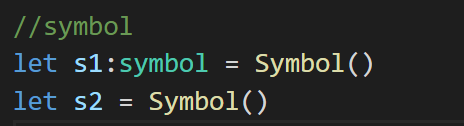 //symbol
let s1:symbol = Symbol()
let s2 = Symbol()